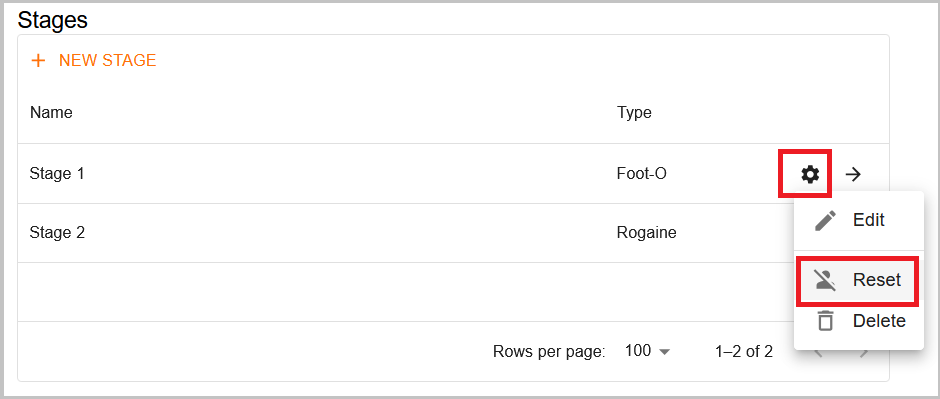 Stages
NEW STAGE
Name Type
Stage 1 Foot-O
Stage 2 Rogaine
Edit
Reset
Delete
Rows per page: 100 1–2 of 2